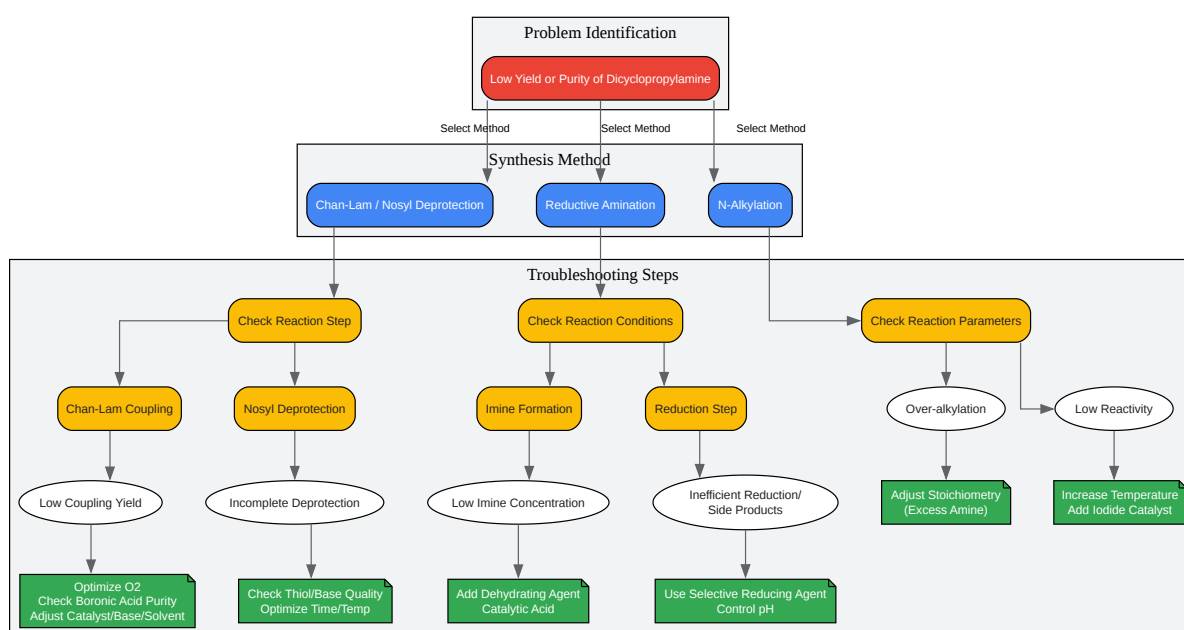 Problem Identification
Low Yield or Purity of Dicyclopropylamine
Select Method
Select Method
Select Method
Synthesis Method
Chan-Lam / Nosyl Deprotection
Reductive Amination
N-Alkylation
Troubleshooting Steps
Check Reaction Step
Check Reaction Conditions
Check Reaction Parameters
Chan-Lam Coupling
Nosyl Deprotection
Imine Formation
Reduction Step
Over-alkylation
Low Reactivity
Low Coupling Yield
Incomplete Deprotection
Low Imine Concentration
Inefficient Reduction/
Side Products
Adjust Stoichiometry
(Excess Amine)
Increase Temperature
Add Iodide Catalyst
Optimize O2
Check Boronic Acid Purity
Adjust Catalyst/Base/Solvent
Check Thiol/Base Quality
Optimize Time/Temp
Add Dehydrating Agent
Catalytic Acid
Use Selective Reducing Agent
Control pH